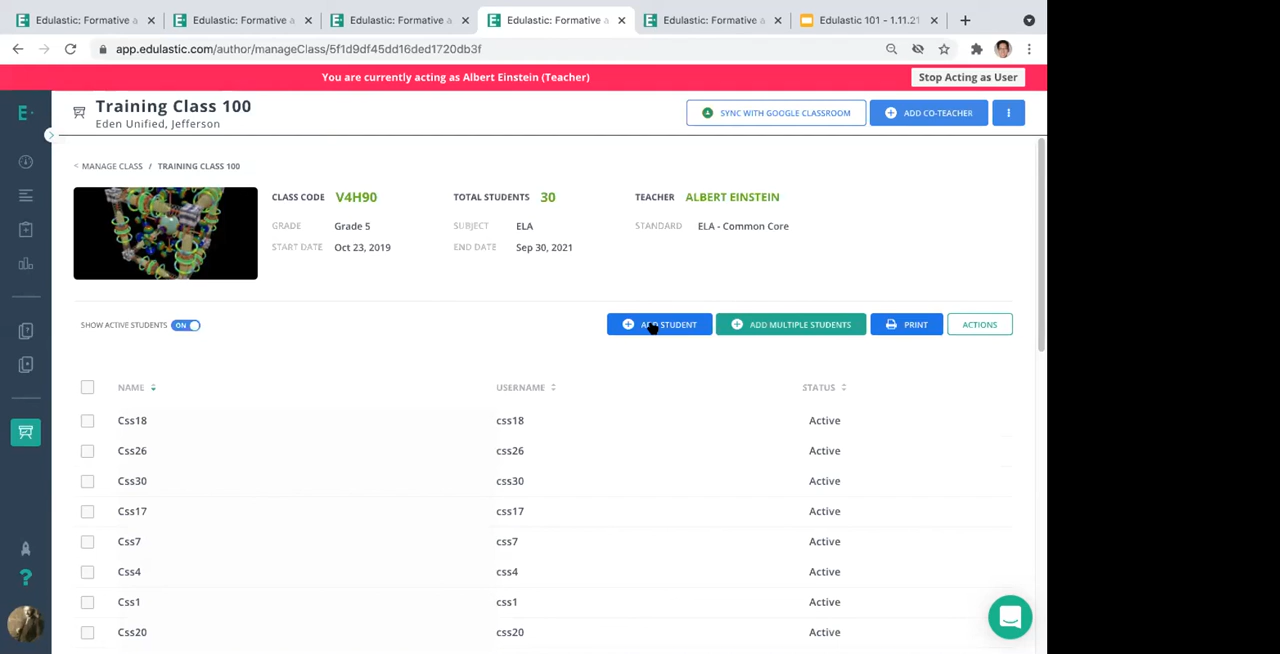 Edulastic: Formative a
Edulastic: Formative a
Edulastic: Formative a
Edulastic: Formative a
Edulastic: Formative a
Edulastic 101 - 1.11.21
app.edulastic.com/author/manageClass/5f1d9df45dd16ded1720db3f
You are currently acting as Albert Einstein (Teacher)
Stop Acting as User
E
Training Class 100
Eden Unified, Jefferson
SYNC WITH GOOGLE CLASSROOM
ADD CO-TEACHER
< MANAGE CLASS / TRAINING CLASS 100
CLASS CODE V4H90 TOTAL STUDENTS 30 TEACHER ALBERT EINSTEIN
GRADE Grade 5 SUBJECT ELA STANDARD ELA - Common Core
START DATE Oct 23, 2019 END DATE Sep 30, 2021
SHOW ACTIVE STUDENTS ON
ADD STUDENT
ADD MULTIPLE STUDENTS
PRINT
ACTIONS
NAME USERNAME STATUS
Css18 css18 Active
Css26 css26 Active
Css30 css30 Active
Css17 css17 Active
Css7 css7 Active
Css4 css4 Active
Css1 css1 Active
Css20 css20 Active
?